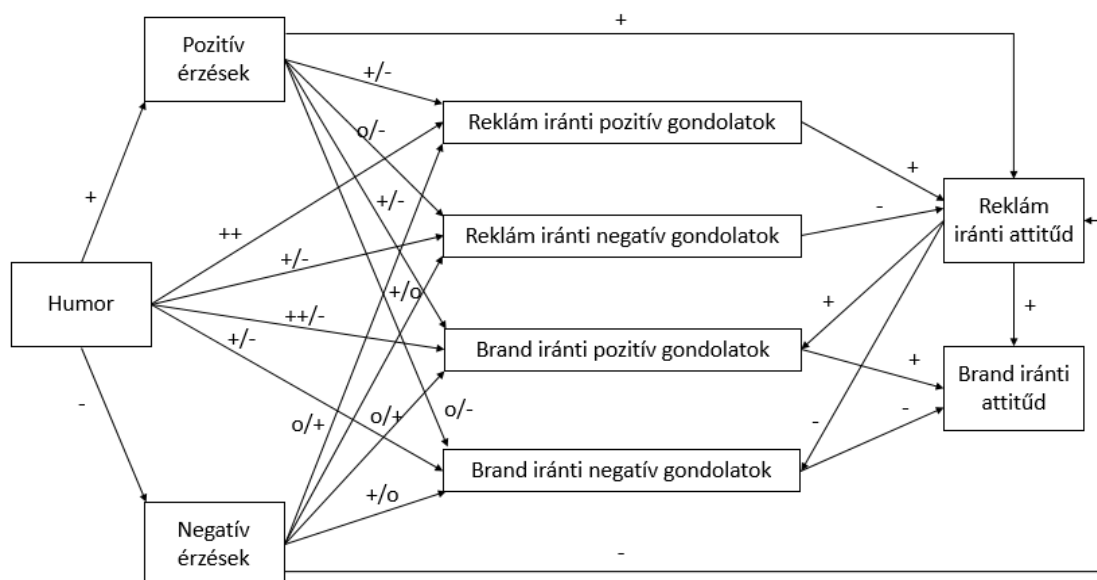 Pozitív
érzések
+
+/-
Reklám iránti pozitív gondolatok
o/-
+
+
+/-
Reklám iránti negatív gondolatok
-
Reklám
iránti attitűd
++
+/-
+/o
Humor
++/-
+
+
+/-
Brand iránti pozitív gondolatok
+
Brand iránti
attitűd
-
o/+
o/+
o/-
-
-
Brand iránti negatív gondolatok
+/o
Negatív
érzések
-